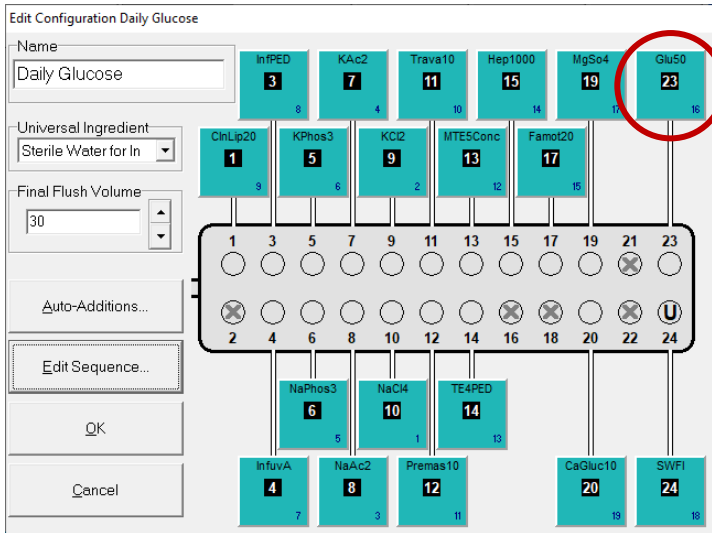 Edit Configuration Daily Glucose
Name
Daily Glucose
Universal Ingredient
Sterile Water for In
Final Flush Volume
30
Auto-Additions...
Edit Sequence...
OK
Cancel
InfPED
3
8
KAc2
7
4
Trava10
11
10
Hep1000
15
14
MgSo4
19
17
Glu50
23
16
ClnLip20
1
9
KPhos3
5
6
KCl2
9
2
MTE5Conc
13
12
Famot20
17
15
1 3 5 7 9 11 13 15 17 19 21 23
U
2 4 6 8 10 12 14 16 18 20 22 24
NaPhos3
6
5
NaCl4
10
1
TE4PED
14
13
InfuvA
4
7
NaAc2
8
3
Premas10
12
11
CaGluc10
20
19
SWFI
24
18